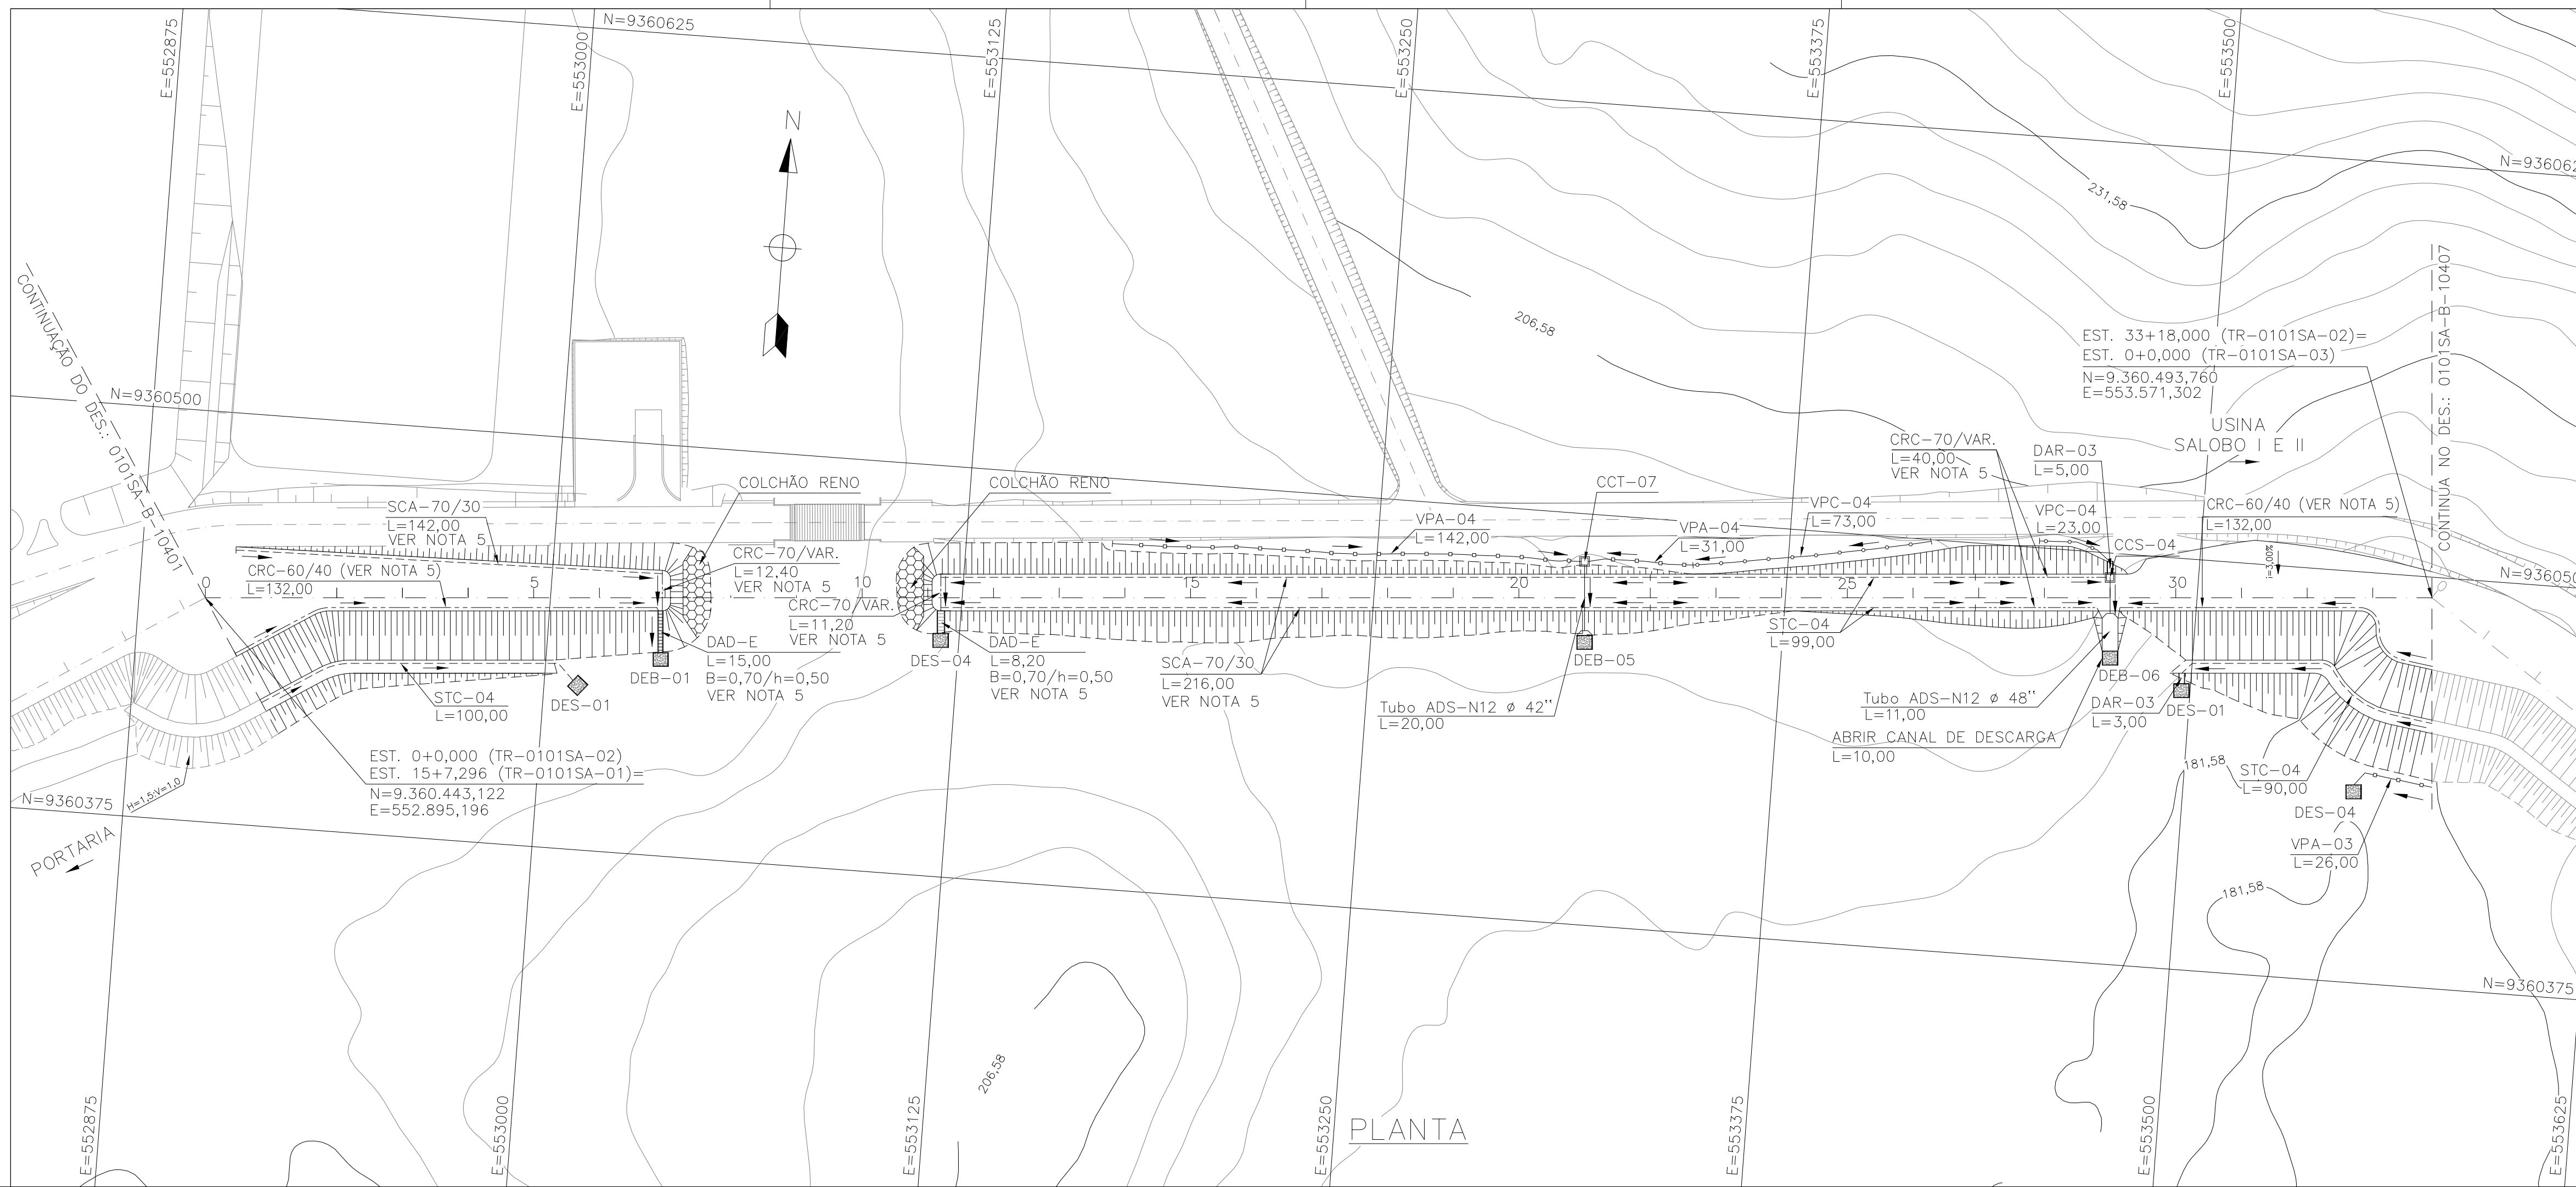 E=552875
N=9360625
E=553000
E=553125
E=553250
E=553375
E=553500
N
231,58
206,58
CONTINUAÇÃO DO DES.: 0101SA-B-10401
CONTINUA NO DES.: 0101SA-B-10407
EST. 33+18,000 (TR-0101SA-02)=
EST. 0+0,000 (TR-0101SA-03)
N=9.360.493,760
E=553.571,302
N=9360500
USINA
SALOBO I E II
COLCHÃO RENO
COLCHÃO RENO
CCT-07
CRC-70/VAR.
L=40,00
VER NOTA 5
DAR-03
L=5,00
SCA-70/30
L=142,00
VER NOTA 5
VPA-04
L=142,00
VPA-04
L=31,00
VPC-04
L=73,00
VPC-04
L=23,00
CRC-60/40 (VER NOTA 5)
L=132,00
CCS-04
i=3,00%
CRC-60/40 (VER NOTA 5)
L=132,00
CRC-70/VAR.
L=12,40
VER NOTA 5
CRC-70/VAR.
L=11,20
VER NOTA 5
0
5
10
15
20
25
30
DAD-E
L=15,00
B=0,70/h=0,50
VER NOTA 5
DEB-01
DES-04
DAD-E
L=8,20
B=0,70/h=0,50
VER NOTA 5
SCA-70/30
L=216,00
VER NOTA 5
DEB-05
STC-04
L=99,00
DEB-06
STC-04
L=100,00
DES-01
Tubo ADS-N12 ø 42"
L=20,00
Tubo ADS-N12 ø 48"
L=11,00
ABRIR CANAL DE DESCARGA
L=10,00
DAR-03
L=3,00
DES-01
181,58
STC-04
L=90,00
DES-04
VPA-03
L=26,00
181,58
EST. 0+0,000 (TR-0101SA-02)
EST. 15+7,296 (TR-0101SA-01)=
N=9.360.443,122
E=552.895,196
H=1,5:V=1,0
N=9360375
PORTARIA
N=9360375
206,58
PLANTA
E=552875
E=553000
E=553125
E=553250
E=553375
E=553500
E=553625